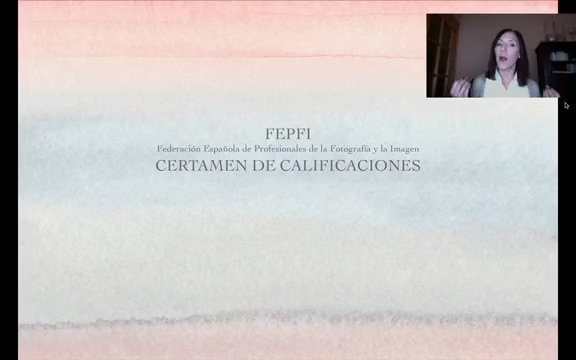 FEPFI
Federación Española de Profesionales de la Fotografía y la Imagen
CERTAMEN DE CALIFICACIONES